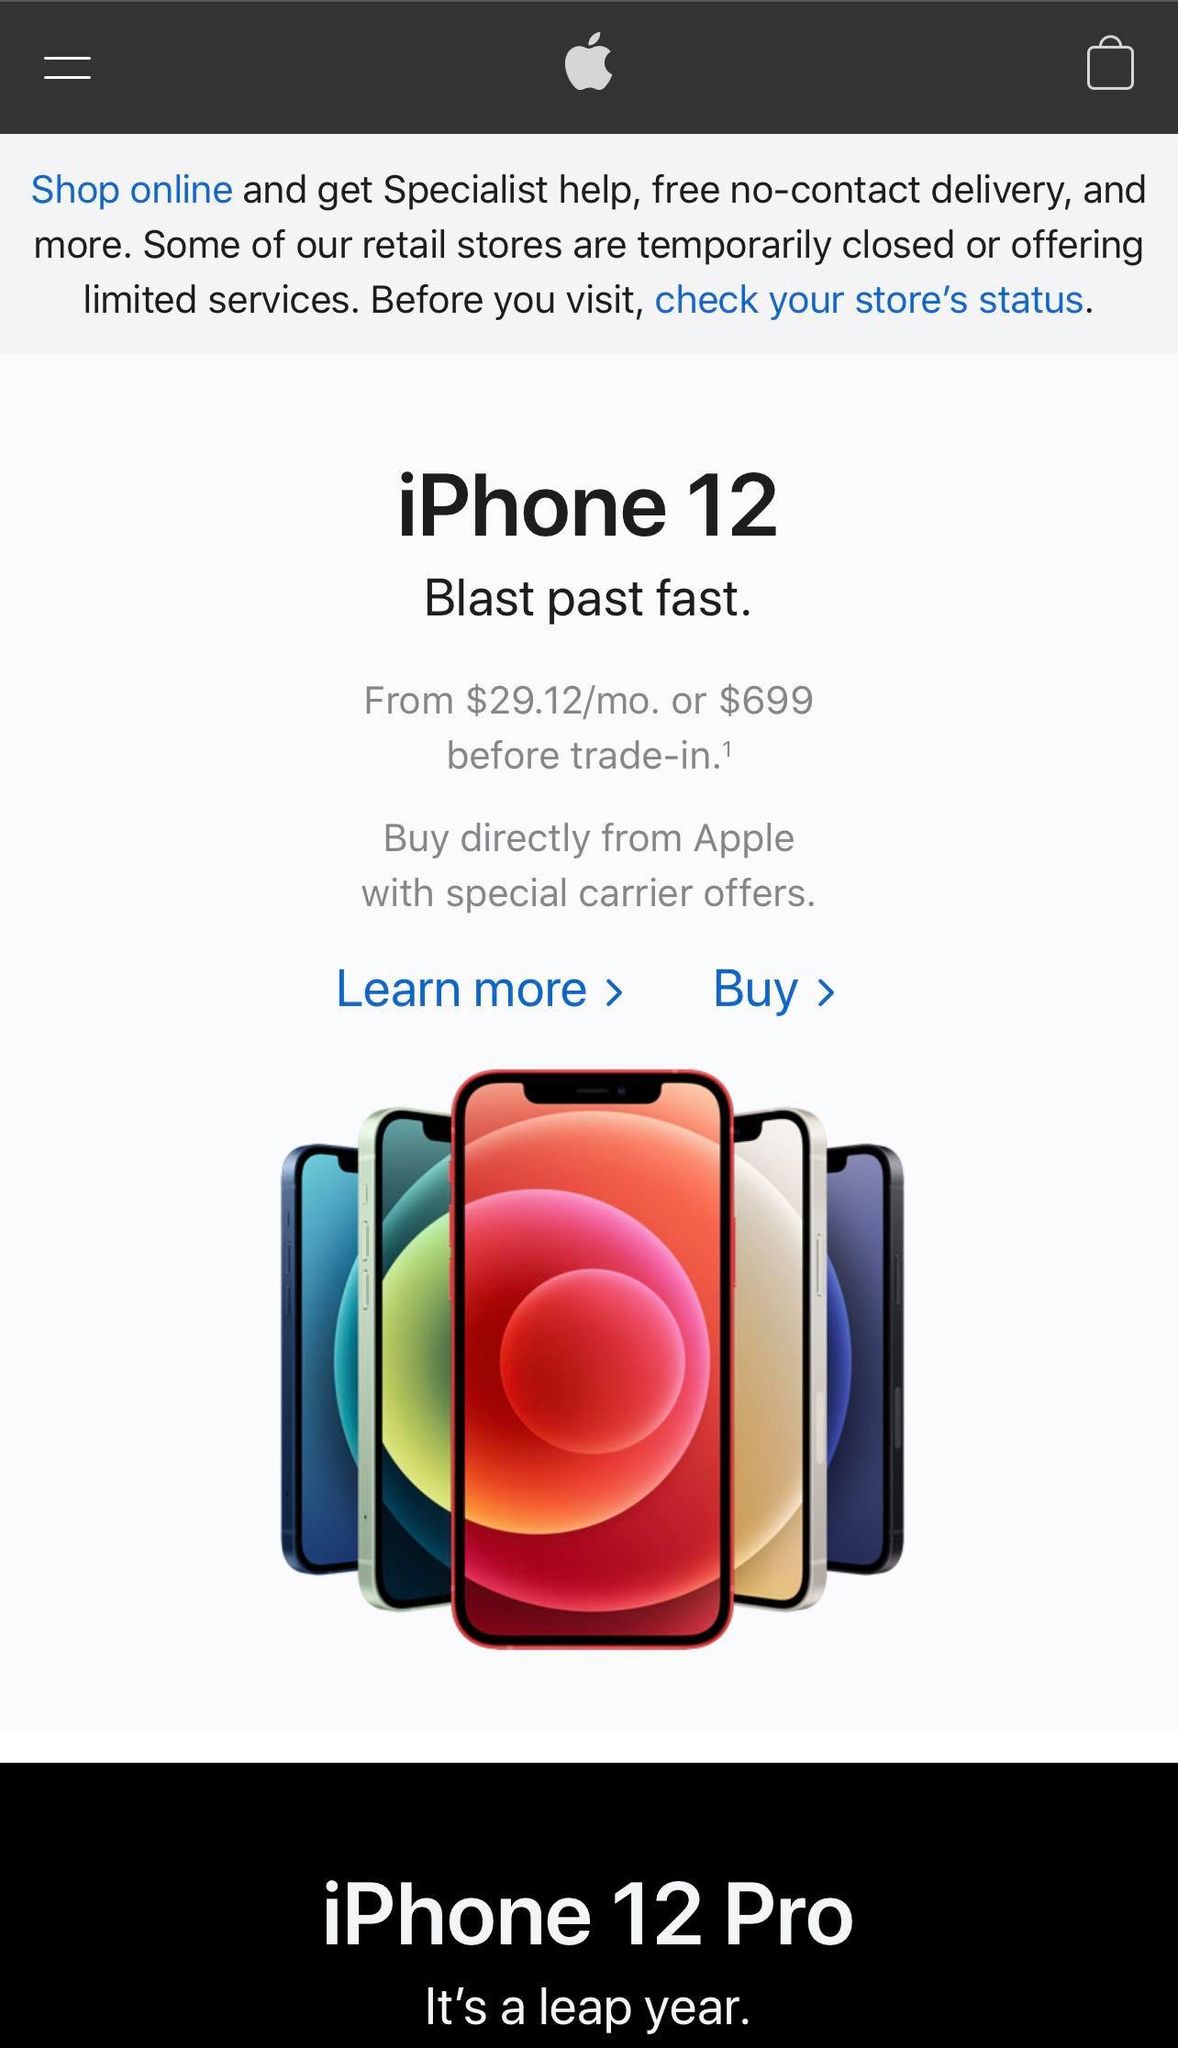 Shop online and get Specialist help, free no-contact delivery, and
more. Some of our retail stores are temporarily closed or offering
limited services. Before you visit, check your store’s status.
iPhone 12
Blast past fast.
From $29.12/mo. or $699
before trade-in.¹
Buy directly from Apple
with special carrier offers.
Learn more > Buy >
iPhone 12 Pro
It’s a leap year.